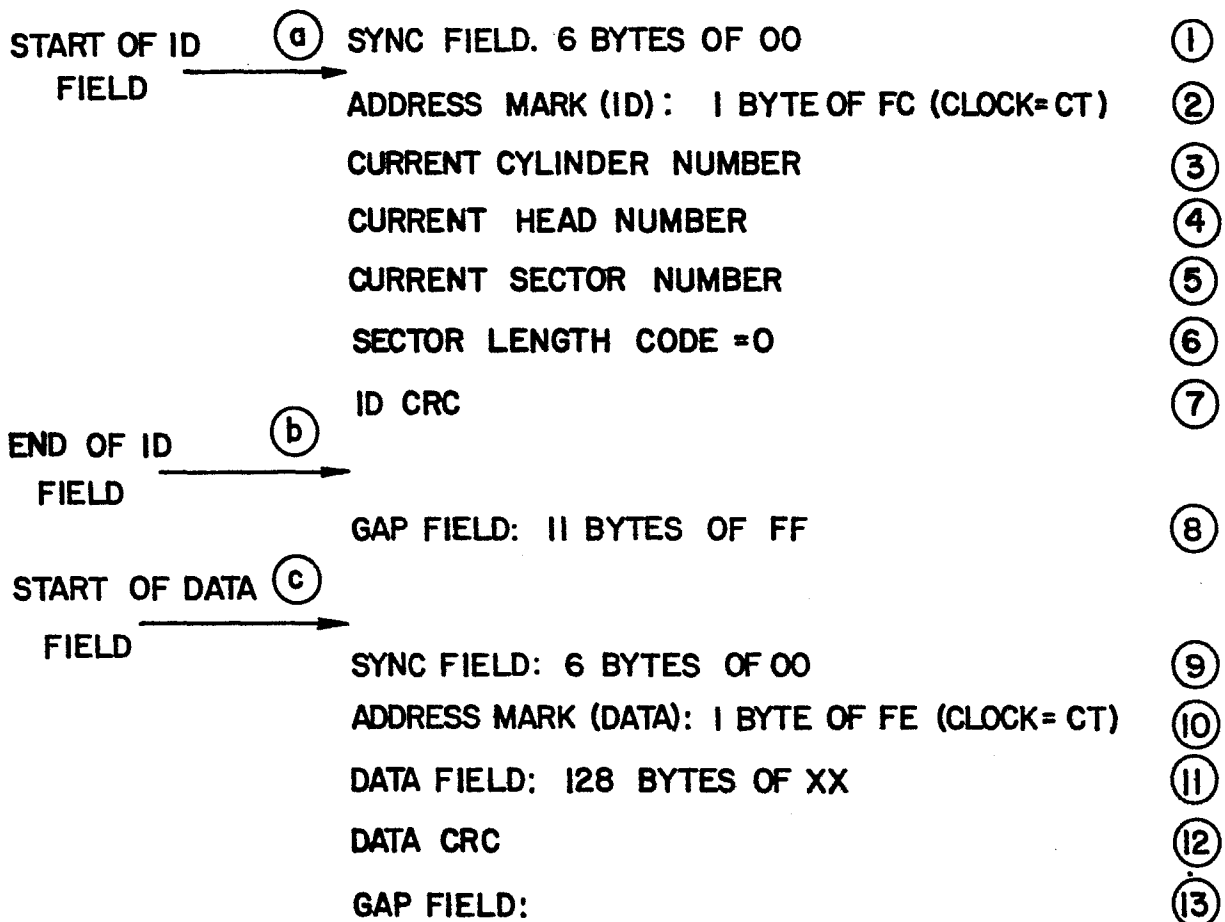 START OF ID FIELD
ⓐ
SYNC FIELD. 6 BYTES OF 00 ①
ADDRESS MARK (ID): 1 BYTE OF FC (CLOCK= CT) ②
CURRENT CYLINDER NUMBER ③
CURRENT HEAD NUMBER ④
CURRENT SECTOR NUMBER ⑤
SECTOR LENGTH CODE =0 ⑥
ID CRC ⑦
END OF ID FIELD
ⓑ
GAP FIELD: 11 BYTES OF FF ⑧
START OF DATA FIELD
ⓒ
SYNC FIELD: 6 BYTES OF 00 ⑨
ADDRESS MARK (DATA): 1 BYTE OF FE (CLOCK= CT) ⑩
DATA FIELD: 128 BYTES OF XX ⑪
DATA CRC ⑫
GAP FIELD: ⑬